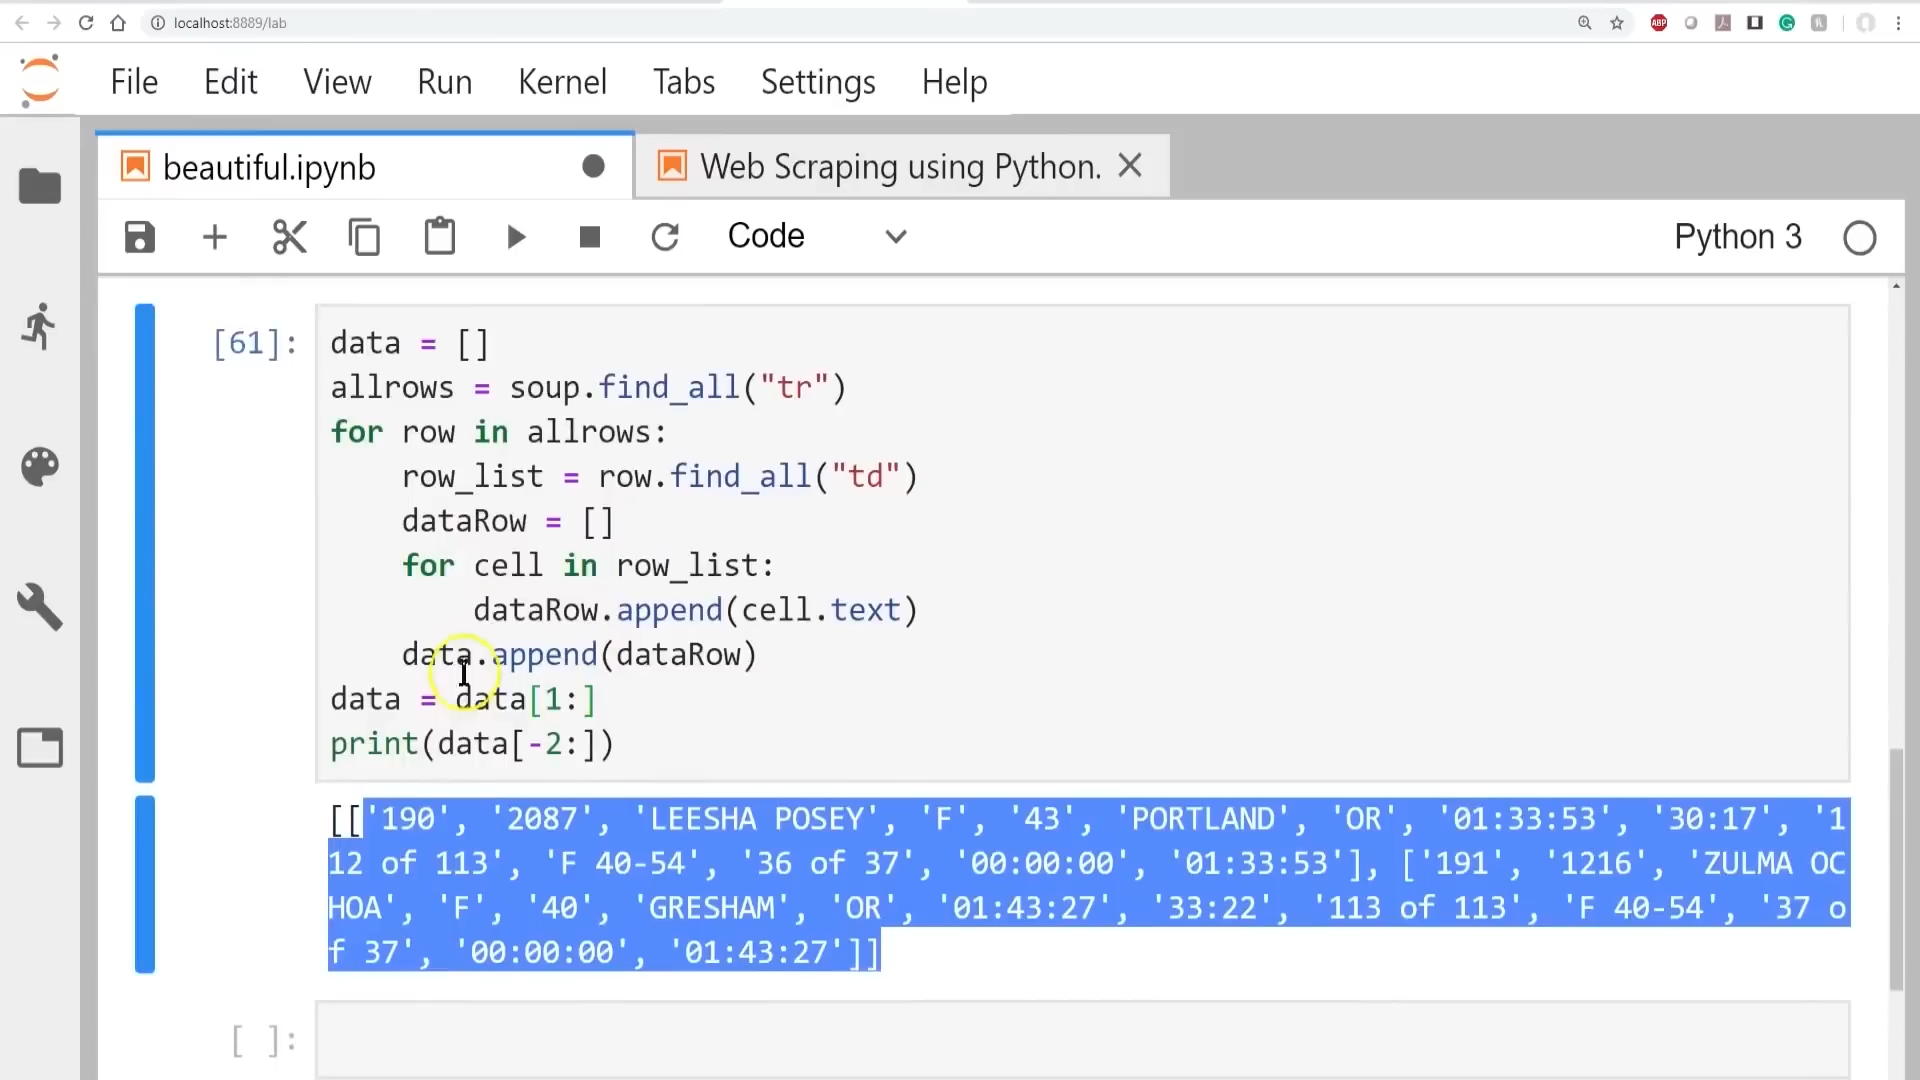 localhost:8889/lab
ABP
File Edit View Run Kernel Tabs Settings Help
beautiful.ipynb
Web Scraping using Python.
Code
Python 3
[61]:
data = []
allrows = soup.find_all("tr")
for row in allrows:
    row_list = row.find_all("td")
    dataRow = []
    for cell in row_list:
        dataRow.append(cell.text)
    data.append(dataRow)
data = data[1:]
print(data[-2:])
[['190', '2087', 'LEESHA POSEY', 'F', '43', 'PORTLAND', 'OR', '01:33:53', '30:17', '1
12 of 113', 'F 40-54', '36 of 37', '00:00:00', '01:33:53'], ['191', '1216', 'ZULMA OC
HOA', 'F', '40', 'GRESHAM', 'OR', '01:43:27', '33:22', '113 of 113', 'F 40-54', '37 o
f 37', '00:00:00', '01:43:27']]
[ ]: